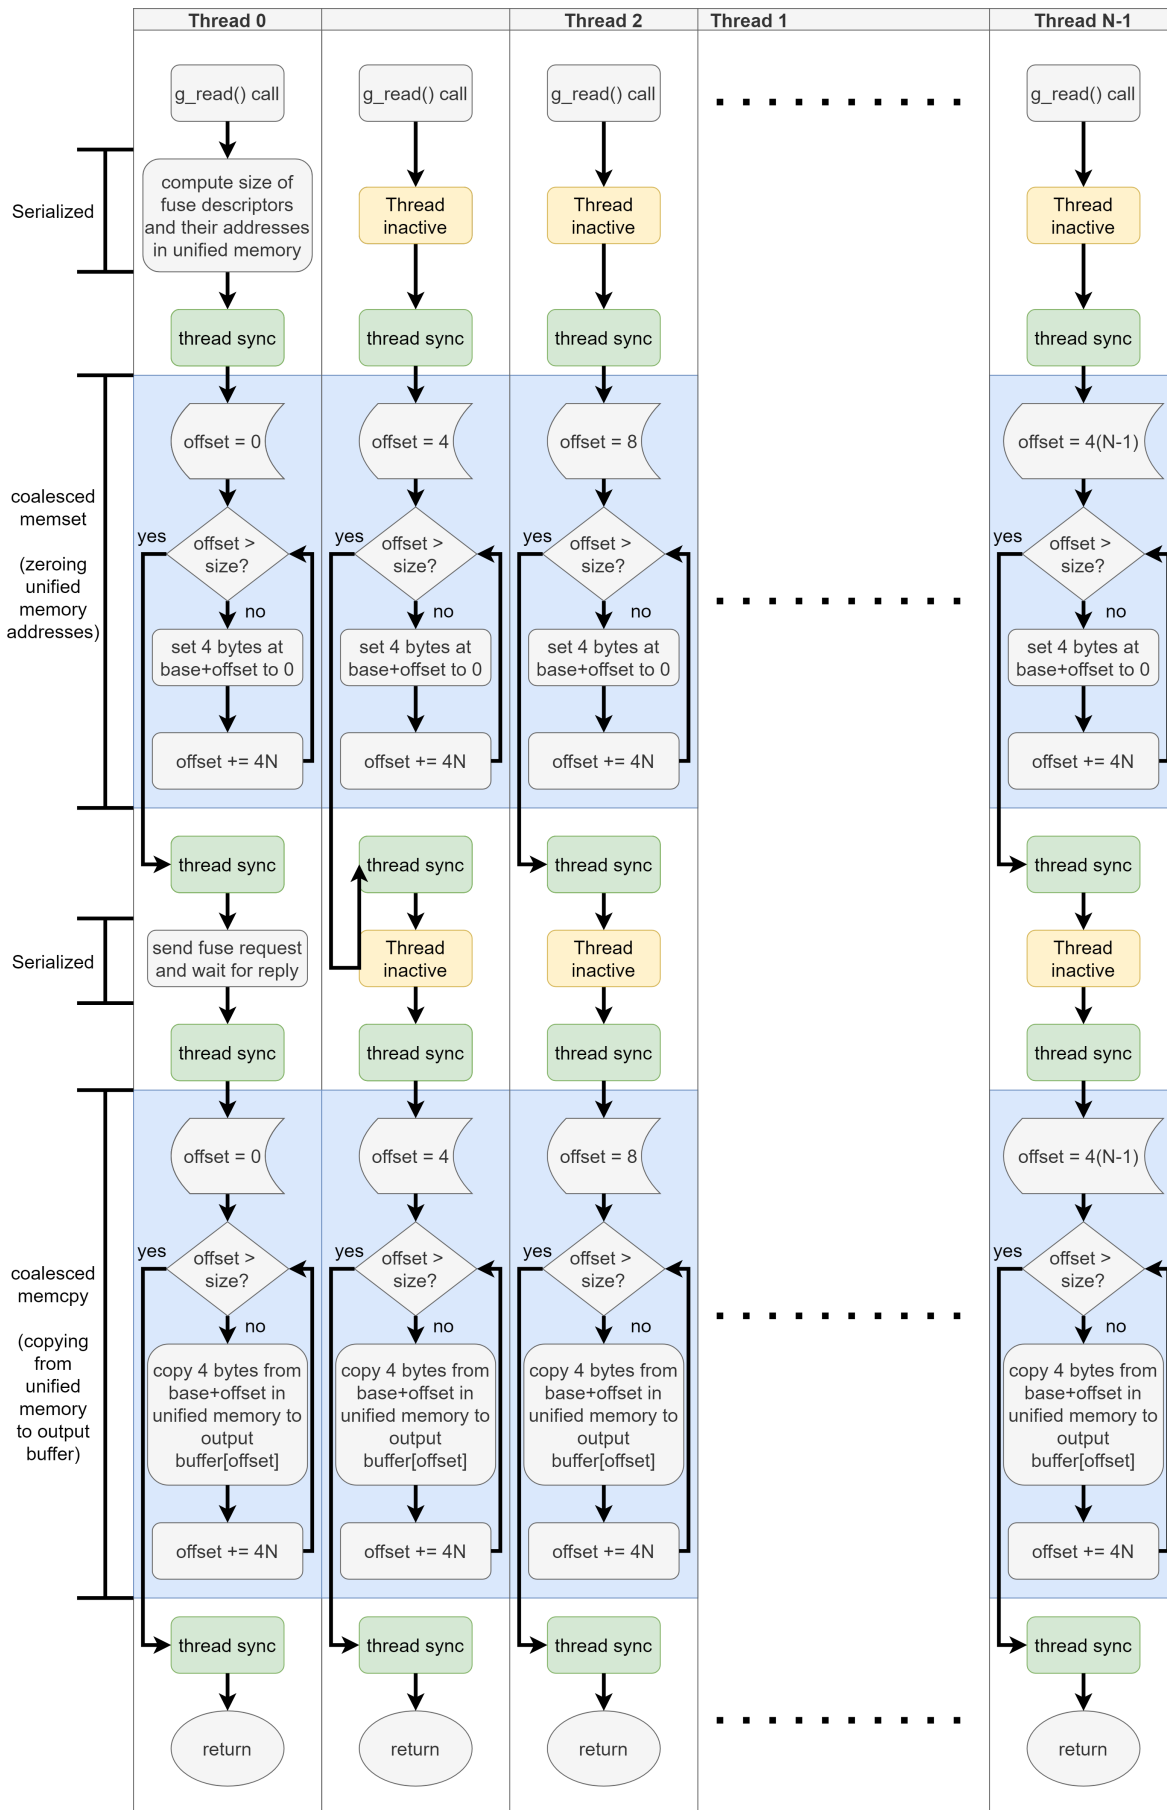 Thread 0
Thread 2
Thread 1
Thread N-1
g_read() call
g_read() call
g_read() call
g_read() call
Serialized
compute size of
fuse descriptors
and their addresses
in unified memory
Thread
inactive
Thread
inactive
Thread
inactive
thread sync
thread sync
thread sync
thread sync
coalesced
memset
(zeroing
unified
memory
addresses)
offset = 0
offset = 4
offset = 8
offset = 4(N-1)
yes
offset >
size?
no
yes
offset >
size?
no
yes
offset >
size?
no
yes
offset >
size?
no
set 4 bytes at
base+offset to 0
set 4 bytes at
base+offset to 0
set 4 bytes at
base+offset to 0
set 4 bytes at
base+offset to 0
offset += 4N
offset += 4N
offset += 4N
offset += 4N
thread sync
thread sync
thread sync
thread sync
Serialized
send fuse request
and wait for reply
Thread
inactive
Thread
inactive
Thread
inactive
thread sync
thread sync
thread sync
thread sync
coalesced
memcpy
(copying
from
unified
memory
to output
buffer)
offset = 0
offset = 4
offset = 8
offset = 4(N-1)
yes
offset >
size?
no
yes
offset >
size?
no
yes
offset >
size?
no
yes
offset >
size?
no
copy 4 bytes from
base+offset in
unified memory to
output
buffer[offset]
copy 4 bytes from
base+offset in
unified memory to
output
buffer[offset]
copy 4 bytes from
base+offset in
unified memory to
output
buffer[offset]
copy 4 bytes from
base+offset in
unified memory to
output
buffer[offset]
offset += 4N
offset += 4N
offset += 4N
offset += 4N
thread sync
thread sync
thread sync
thread sync
return
return
return
return